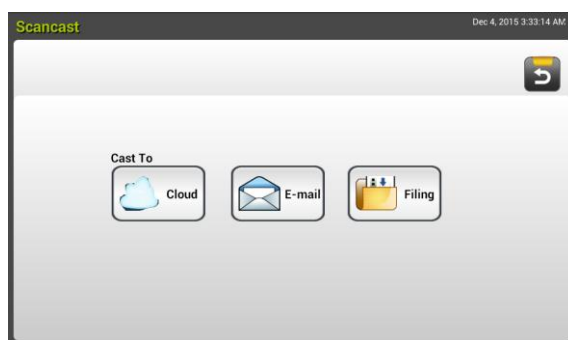 Scancast
Dec 4, 2015 3:33:14 AM
Cast To
Cloud
E-mail
Filing